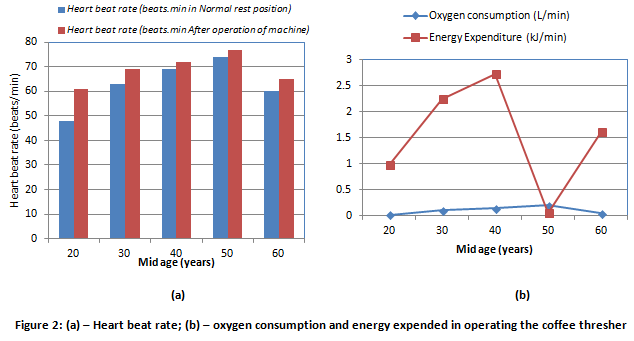 Heart beat rate (beats.min in Normal rest position)
Heart beat rate (beats.min After operation of machine)
80
70
60
50
40
30
20
10
0
Heart beat rate (beats/min)
20 30 40 50 60
Mid age (years)
(a)
Oxygen consumption (L/min)
Energy Expenditure (kJ/min)
3
2.5
2
1.5
1
0.5
0
20 30 40 50 60
Mid age (years)
(b)
Figure 2: (a) – Heart beat rate; (b) – oxygen consumption and energy expended in operating the coffee thresher